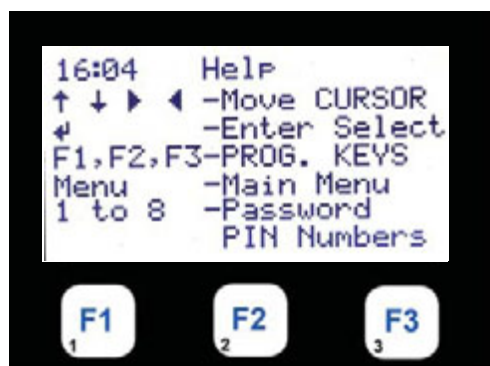 16:04 Help
↑ ↓ ▶ ◀ -Move CURSOR
↵ -Enter Select
F1,F2,F3-PROG. KEYS
Menu -Main Menu
1 to 8 -Password
PIN Numbers
F1 F2 F3
1 2 3